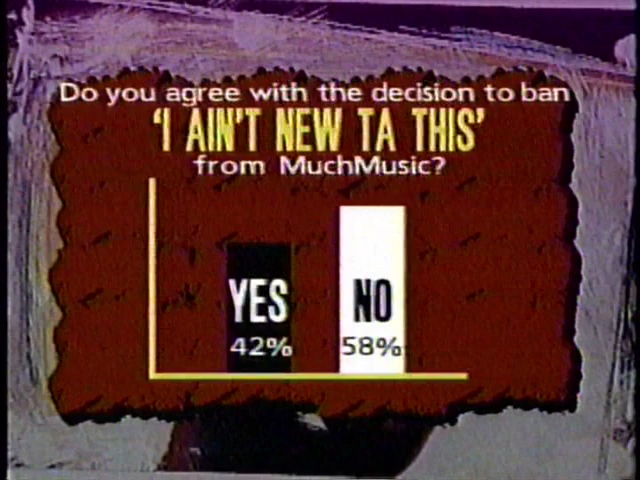 Do you agree with the decision to ban
'I AIN'T NEW TA THIS'
from MuchMusic?
YES NO
42% 58%